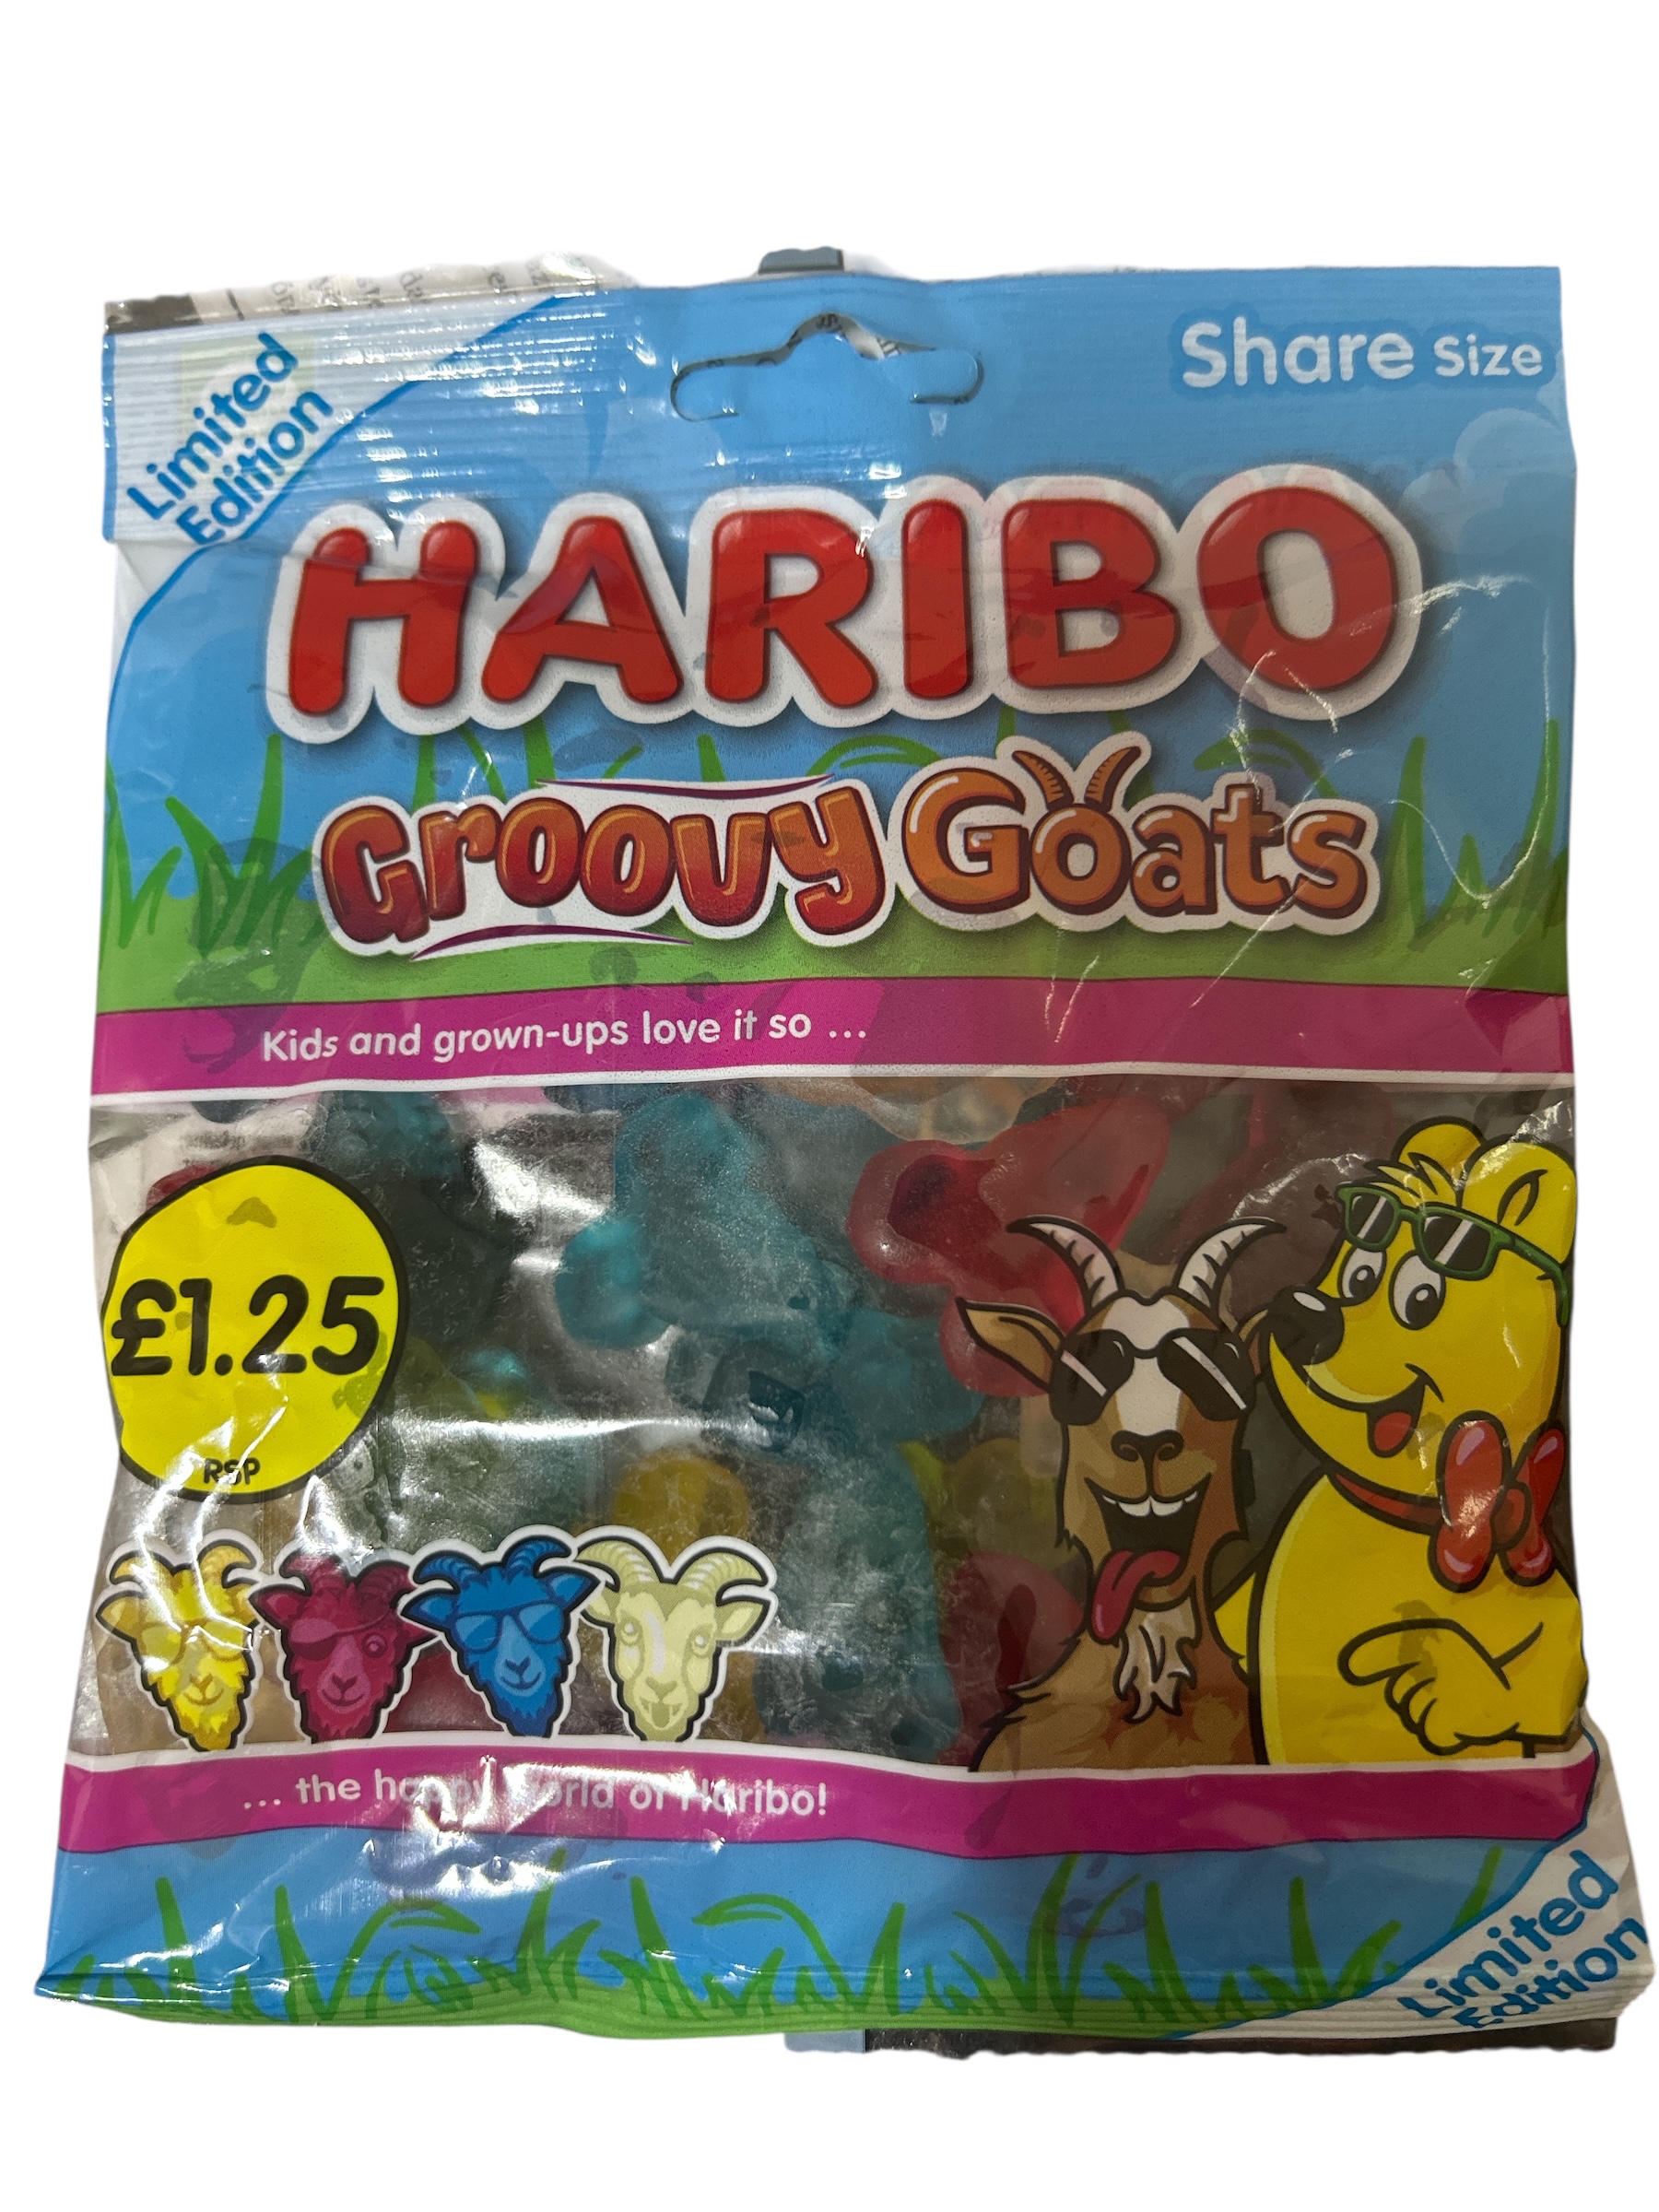 Limited
Edition
Share Size
HARIBO
Groovy Goats
Kids and grown-ups love it so ...
£1.25
RSP
... the happy world of Haribo!
Limited
Edition